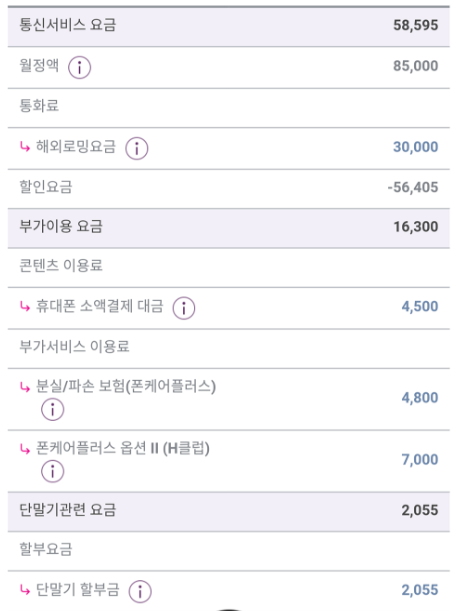 통신서비스 요금 58,595
월정액 85,000
통화료
↳ 해외로밍요금 30,000
할인요금 -56,405
부가이용 요금 16,300
콘텐츠 이용료
↳ 휴대폰 소액결제 대금 4,500
부가서비스 이용료
↳ 분실/파손 보험(폰케어플러스) 4,800
↳ 폰케어플러스 옵션 II (H클럽) 7,000
단말기관련 요금 2,055
할부요금
↳ 단말기 할부금 2,055